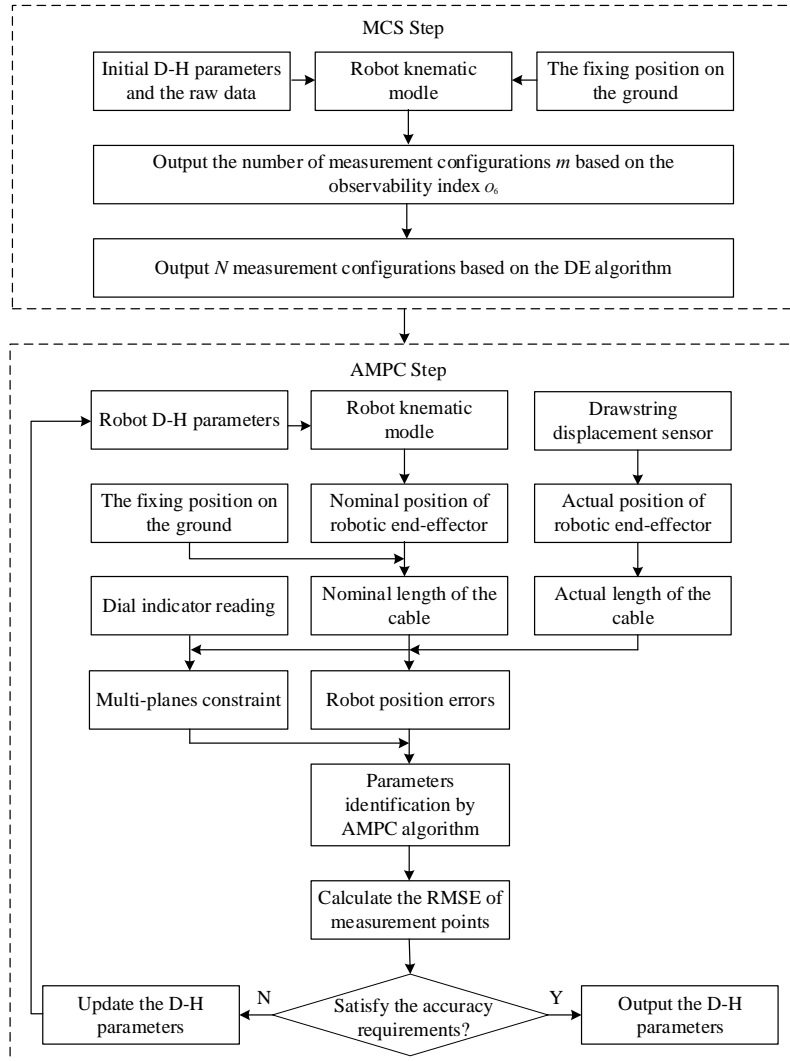 MCS Step
Initial D-H parameters
and the raw data
Robot knematic
modle
The fixing position on
the ground
Output the number of measurement configurations m based on the
observability index o₆
Output N measurement configurations based on the DE algorithm
AMPC Step
Robot D-H parameters
Robot knematic
modle
Drawstring
displacement sensor
The fixing position on
the ground
Nominal position of
robotic end-effector
Actual position of
robotic end-effector
Dial indicator reading
Nominal length of the
cable
Actual length of the
cable
Multi-planes constraint
Robot position errors
Parameters
identification by
AMPC algorithm
Calculate the RMSE of
measurement points
Update the D-H
parameters
N
Satisfy the accuracy
requirements?
Y
Output the D-H
parameters